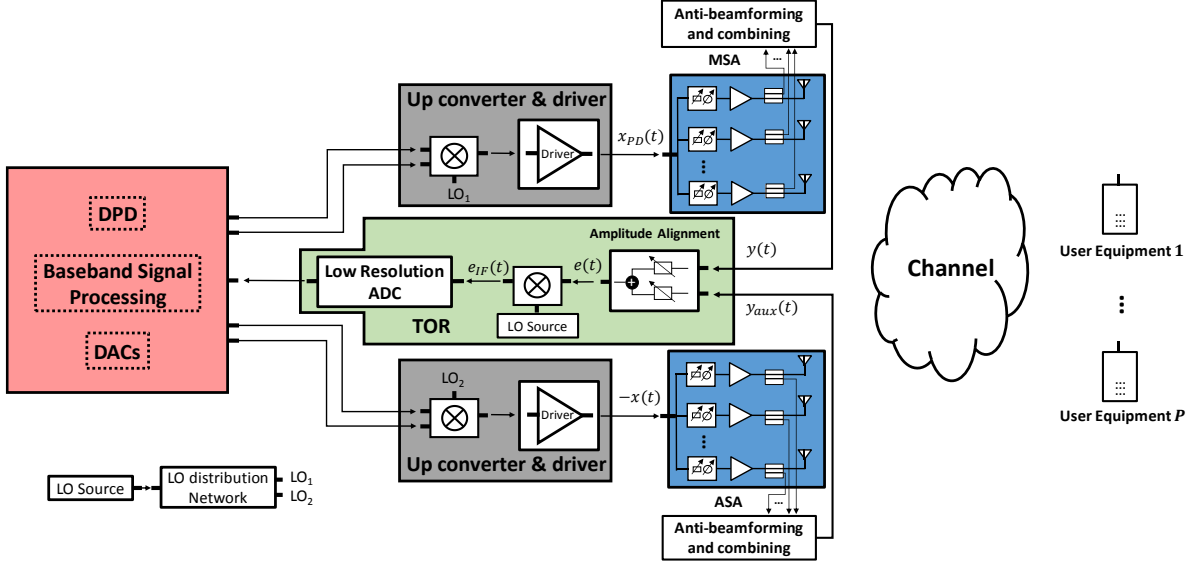 Anti-beamforming
and combining
MSA
...
Up converter & driver
x_PD(t)
Driver
LO₁
...
DPD
Baseband Signal
Processing
DACs
Amplitude Alignment
y(t)
Low Resolution
ADC
e_IF(t)
e(t)
LO Source
TOR
y_aux(t)
Channel
User Equipment 1
...
User Equipment P
LO₂
Driver
−x(t)
Up converter & driver
...
ASA
...
Anti-beamforming
and combining
LO Source
LO distribution
Network
LO₁
LO₂